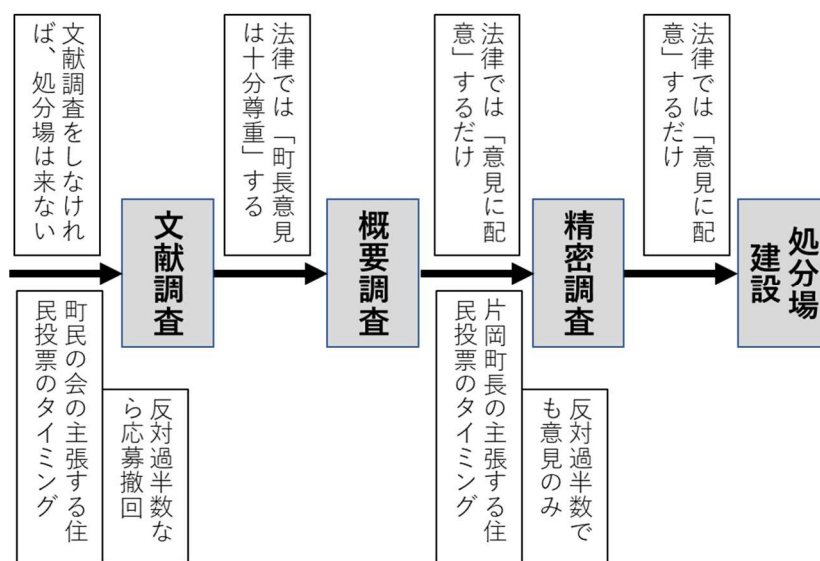 文献調査をしなけれ
ば、処分場は来ない
法律では「町長意見
は十分尊重」する
法律では「意見に配
意」するだけ
法律では「意見に配
意」するだけ
文献調査
概要調査
精密調査
処分場
建設
町民の会の主張する住
民投票のタイミング
反対過半数な
ら応募撤回
片岡町長の主張する住
民投票のタイミング
反対過半数で
も意見のみ